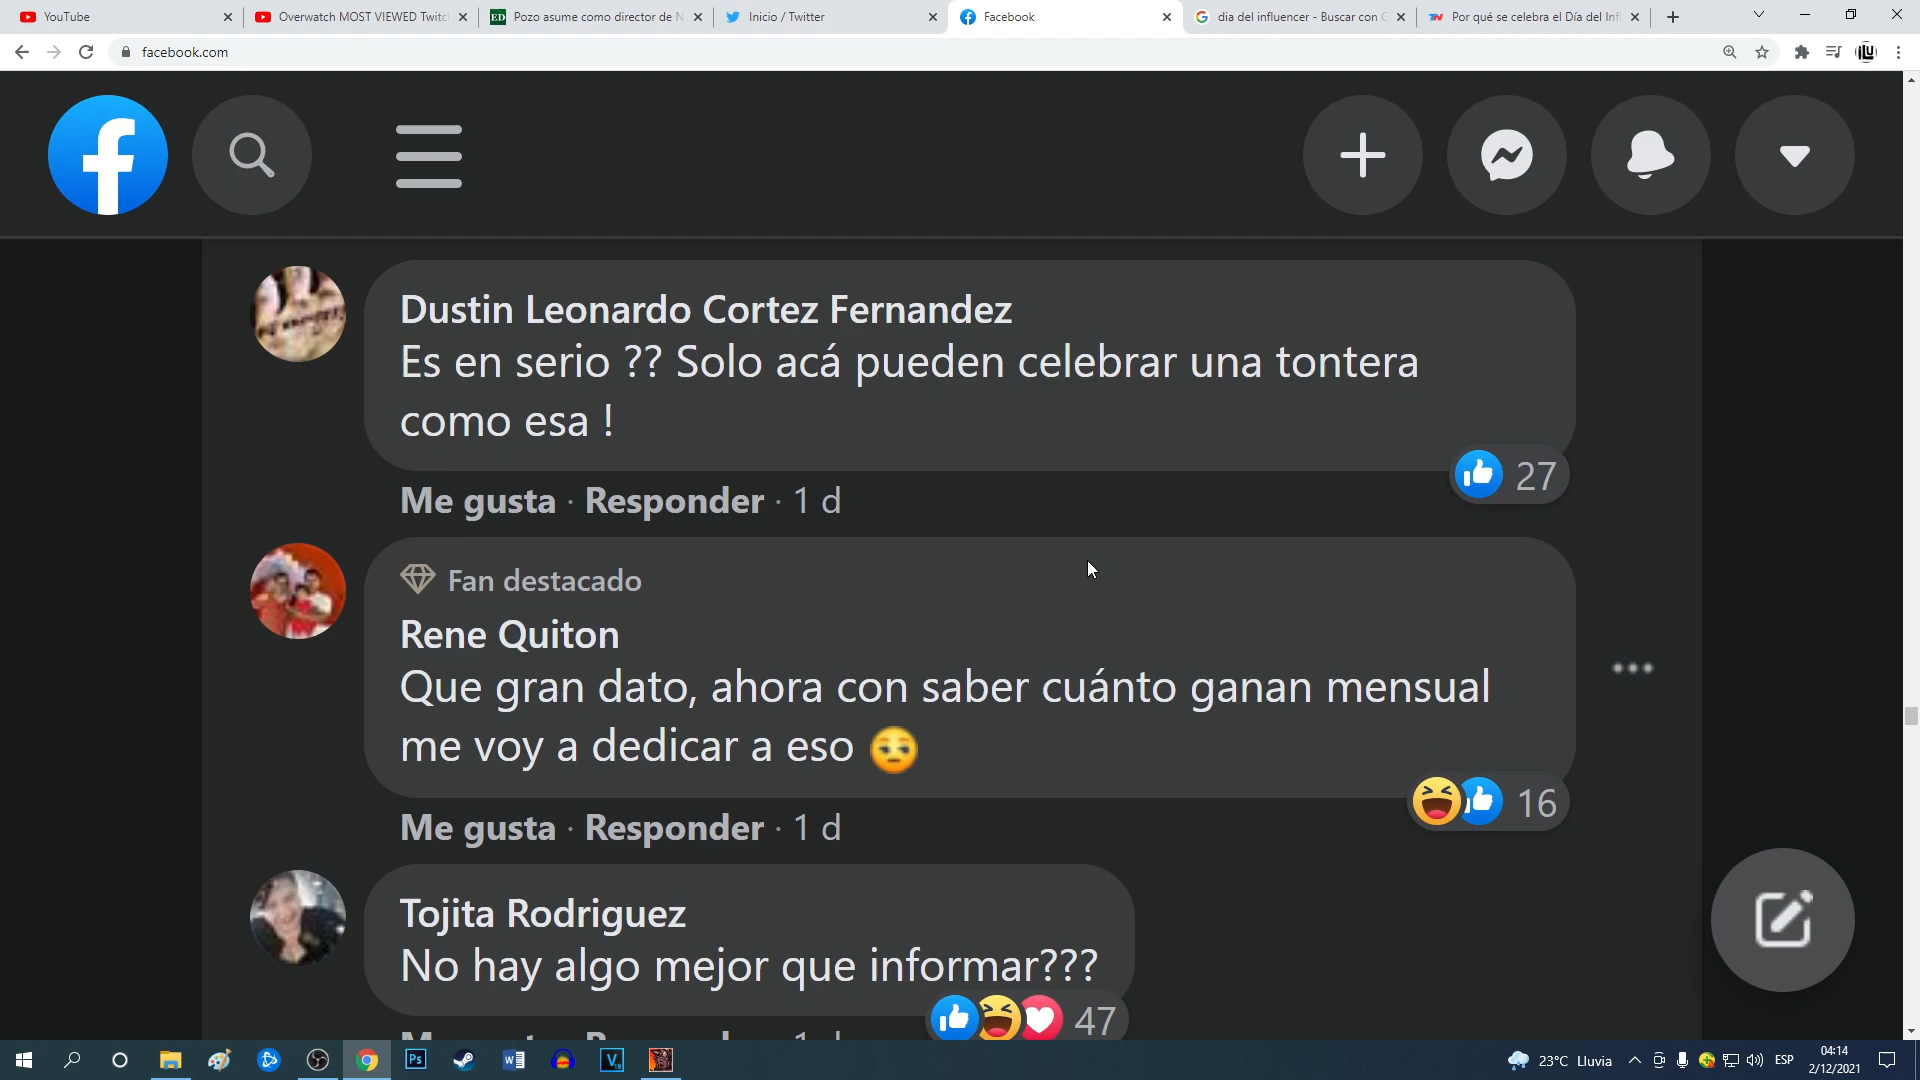 YouTube
Overwatch MOST VIEWED Twitc
ED Pozo asume como director de N
Inicio / Twitter
Facebook
dia del influencer - Buscar con G
Por qué se celebra el Día del Infl
facebook.com
Dustin Leonardo Cortez Fernandez
Es en serio ?? Solo acá pueden celebrar una tontera
como esa !
27
Me gusta · Responder · 1 d
Fan destacado
Rene Quiton
Que gran dato, ahora con saber cuánto ganan mensual
me voy a dedicar a eso 😒
16
Me gusta · Responder · 1 d
Tojita Rodriguez
No hay algo mejor que informar???
47
23°C Lluvia
ESP
04:14
2/12/2021